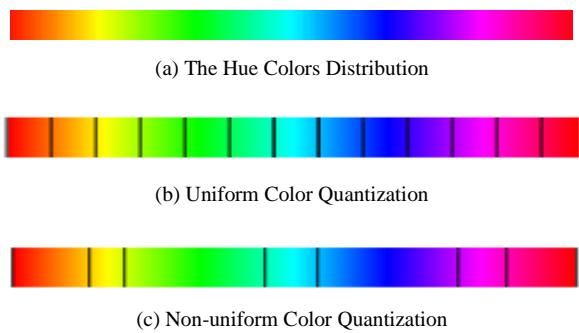 (a) The Hue Colors Distribution
(b) Uniform Color Quantization
(c) Non-uniform Color Quantization